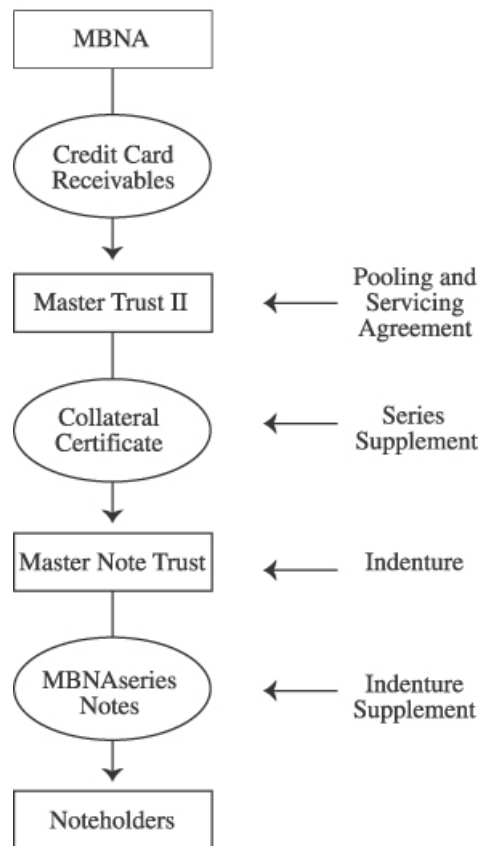 MBNA
Credit Card
Receivables
Master Trust II
Pooling and
Servicing
Agreement
Collateral
Certificate
Series
Supplement
Master Note Trust
Indenture
MBNAseries
Notes
Indenture
Supplement
Noteholders